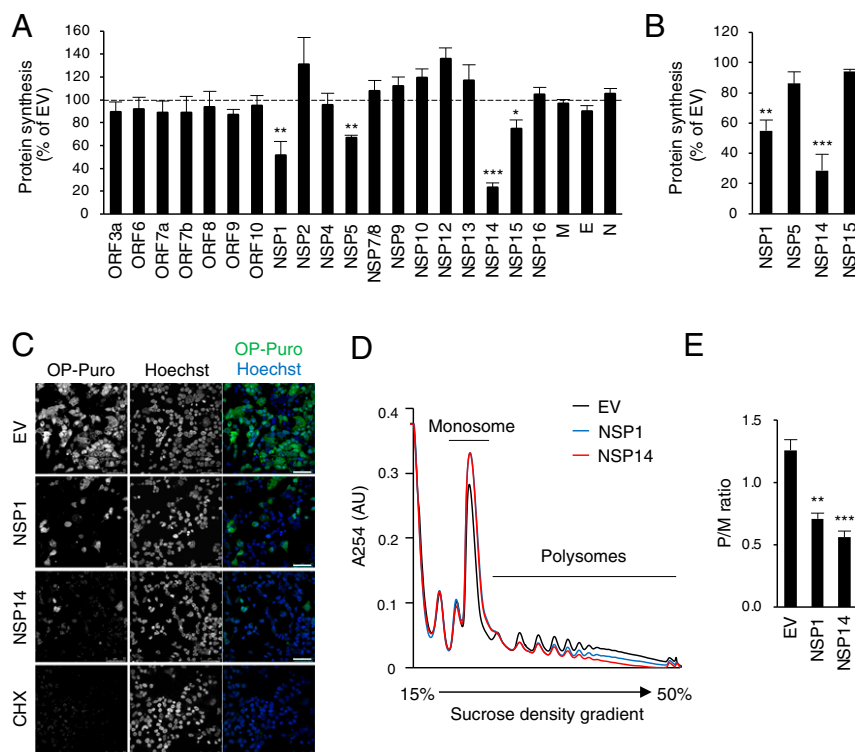 A
Protein synthesis
(% of EV)
160
140
120
100
80
60
40
20
0
** ** *** *
ORF3a ORF6 ORF7a ORF7b ORF8 ORF9 ORF10 NSP1 NSP2 NSP4 NSP5 NSP7/8 NSP9 NSP10 NSP12 NSP13 NSP14 NSP15 NSP16 M E N
B
Protein synthesis
(% of EV)
120
100
80
60
40
20
0
** ***
NSP1 NSP5 NSP14 NSP15
C
OP-Puro Hoechst OP-Puro
Hoechst
EV
NSP1
NSP14
CHX
D
A254 (AU)
0.4
0.3
0.2
0.1
0
Monosome
EV
NSP1
NSP14
Polysomes
15% 50%
Sucrose density gradient
E
P/M ratio
1.5
1.0
0.5
0.0
** ***
EV NSP1 NSP14